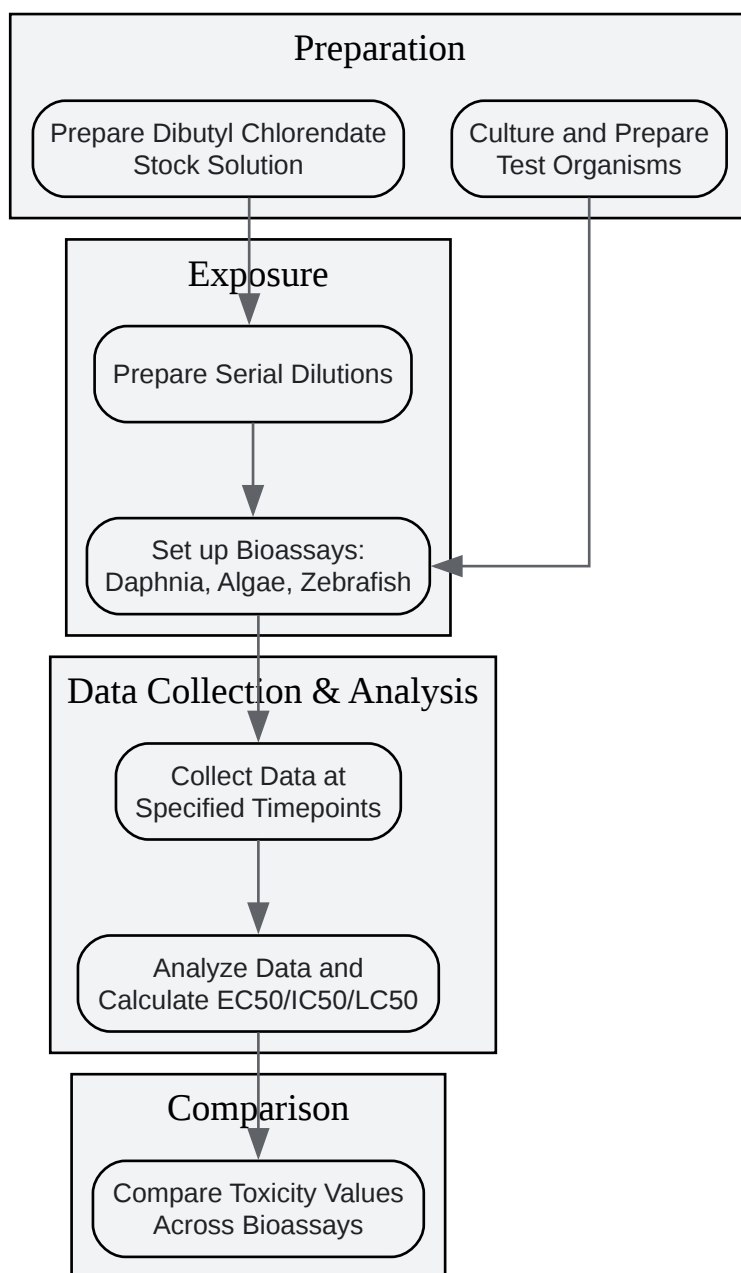 Preparation
Prepare Dibutyl Chlorendate
Stock Solution
Culture and Prepare
Test Organisms
Exposure
Prepare Serial Dilutions
Set up Bioassays:
Daphnia, Algae, Zebrafish
Data Collection & Analysis
Collect Data at
Specified Timepoints
Analyze Data and
Calculate EC50/IC50/LC50
Comparison
Compare Toxicity Values
Across Bioassays